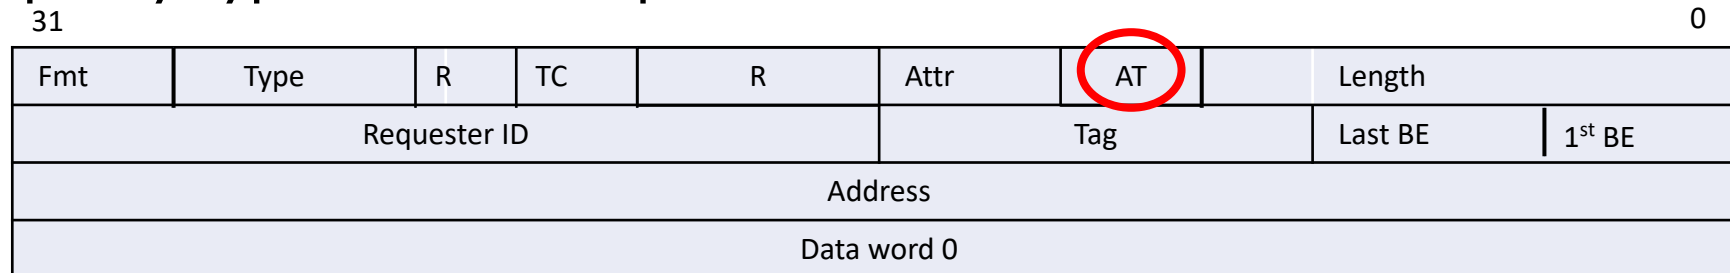 31 0
Fmt Type R TC R Attr AT Length
Requester ID Tag Last BE 1st BE
Address
Data word 0